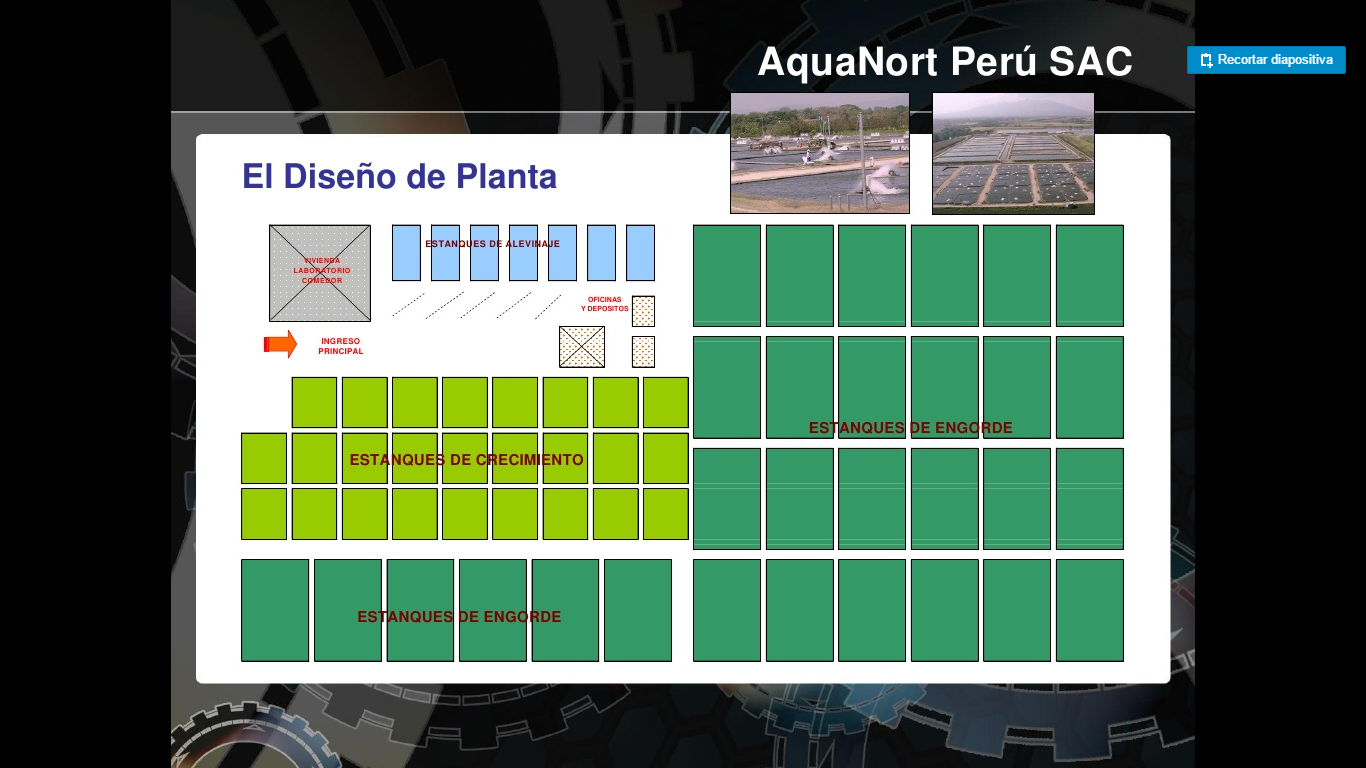 AquaNort Perú SAC
Recortar diapositiva
El Diseño de Planta
ESTANQUES DE ALEVINAJE
VIVIENDA
LABORATORIO
COMEDOR
OFICINAS
Y DEPOSITOS
INGRESO
PRINCIPAL
ESTANQUES DE ENGORDE
ESTANQUES DE CRECIMIENTO
ESTANQUES DE ENGORDE